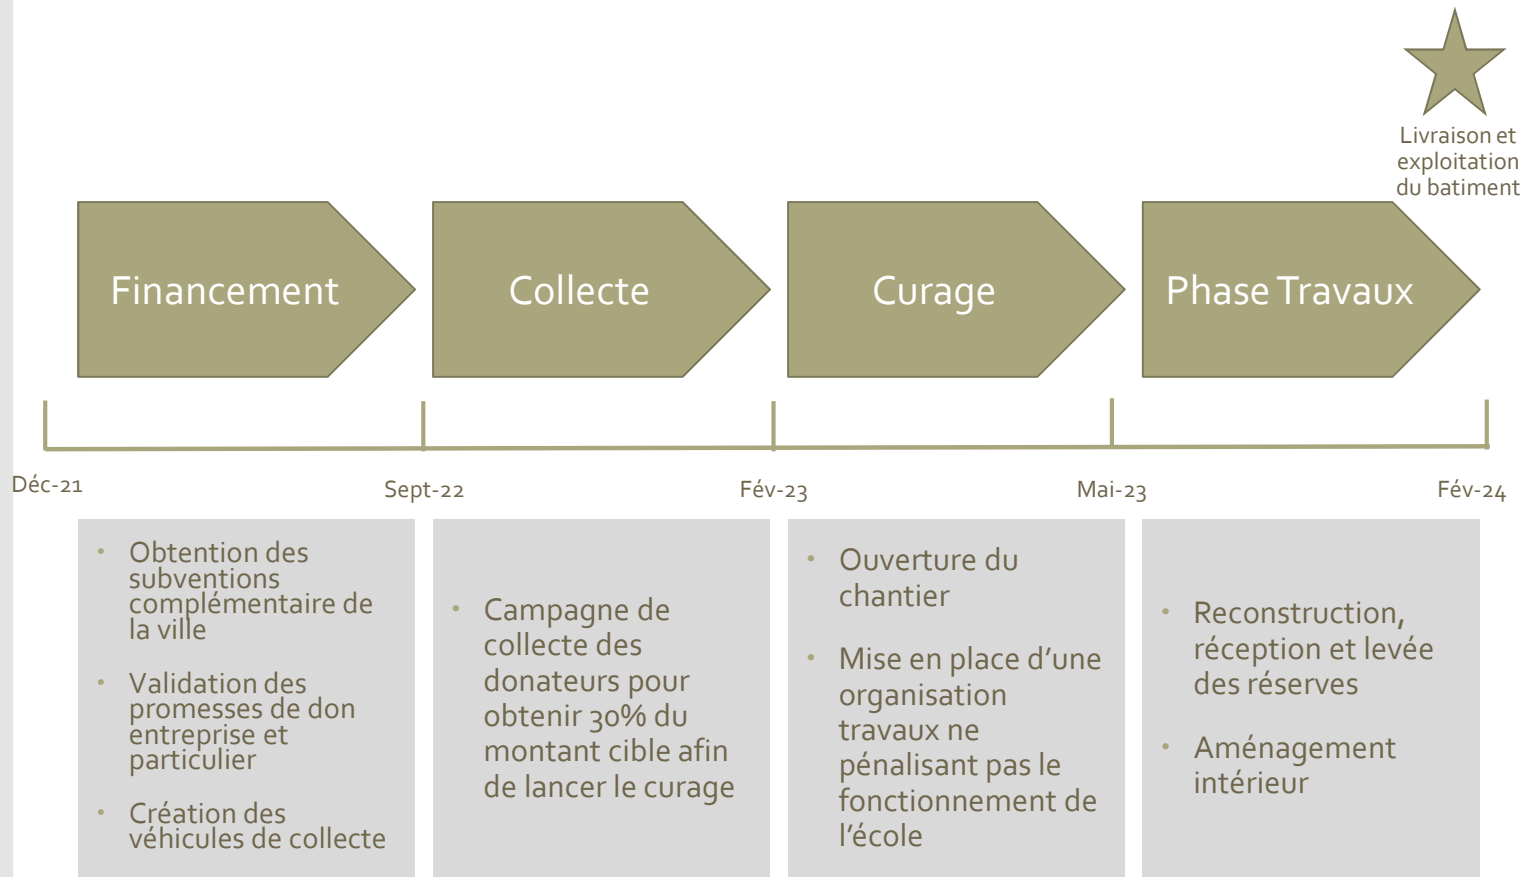 Livraison et
exploitation
du batiment
Financement
Collecte
Curage
Phase Travaux
Déc-21
Sept-22
Fév-23
Mai-23
Fév-24
• Obtention des
subventions
complémentaire de
la ville
• Validation des
promesses de don
entreprise et
particulier
• Création des
véhicules de collecte
• Campagne de
collecte des
donateurs pour
obtenir 30% du
montant cible afin
de lancer le curage
• Ouverture du
chantier
• Mise en place d’une
organisation
travaux ne
pénalisant pas le
fonctionnement de
l’école
• Reconstruction,
réception et levée
des réserves
• Aménagement
intérieur